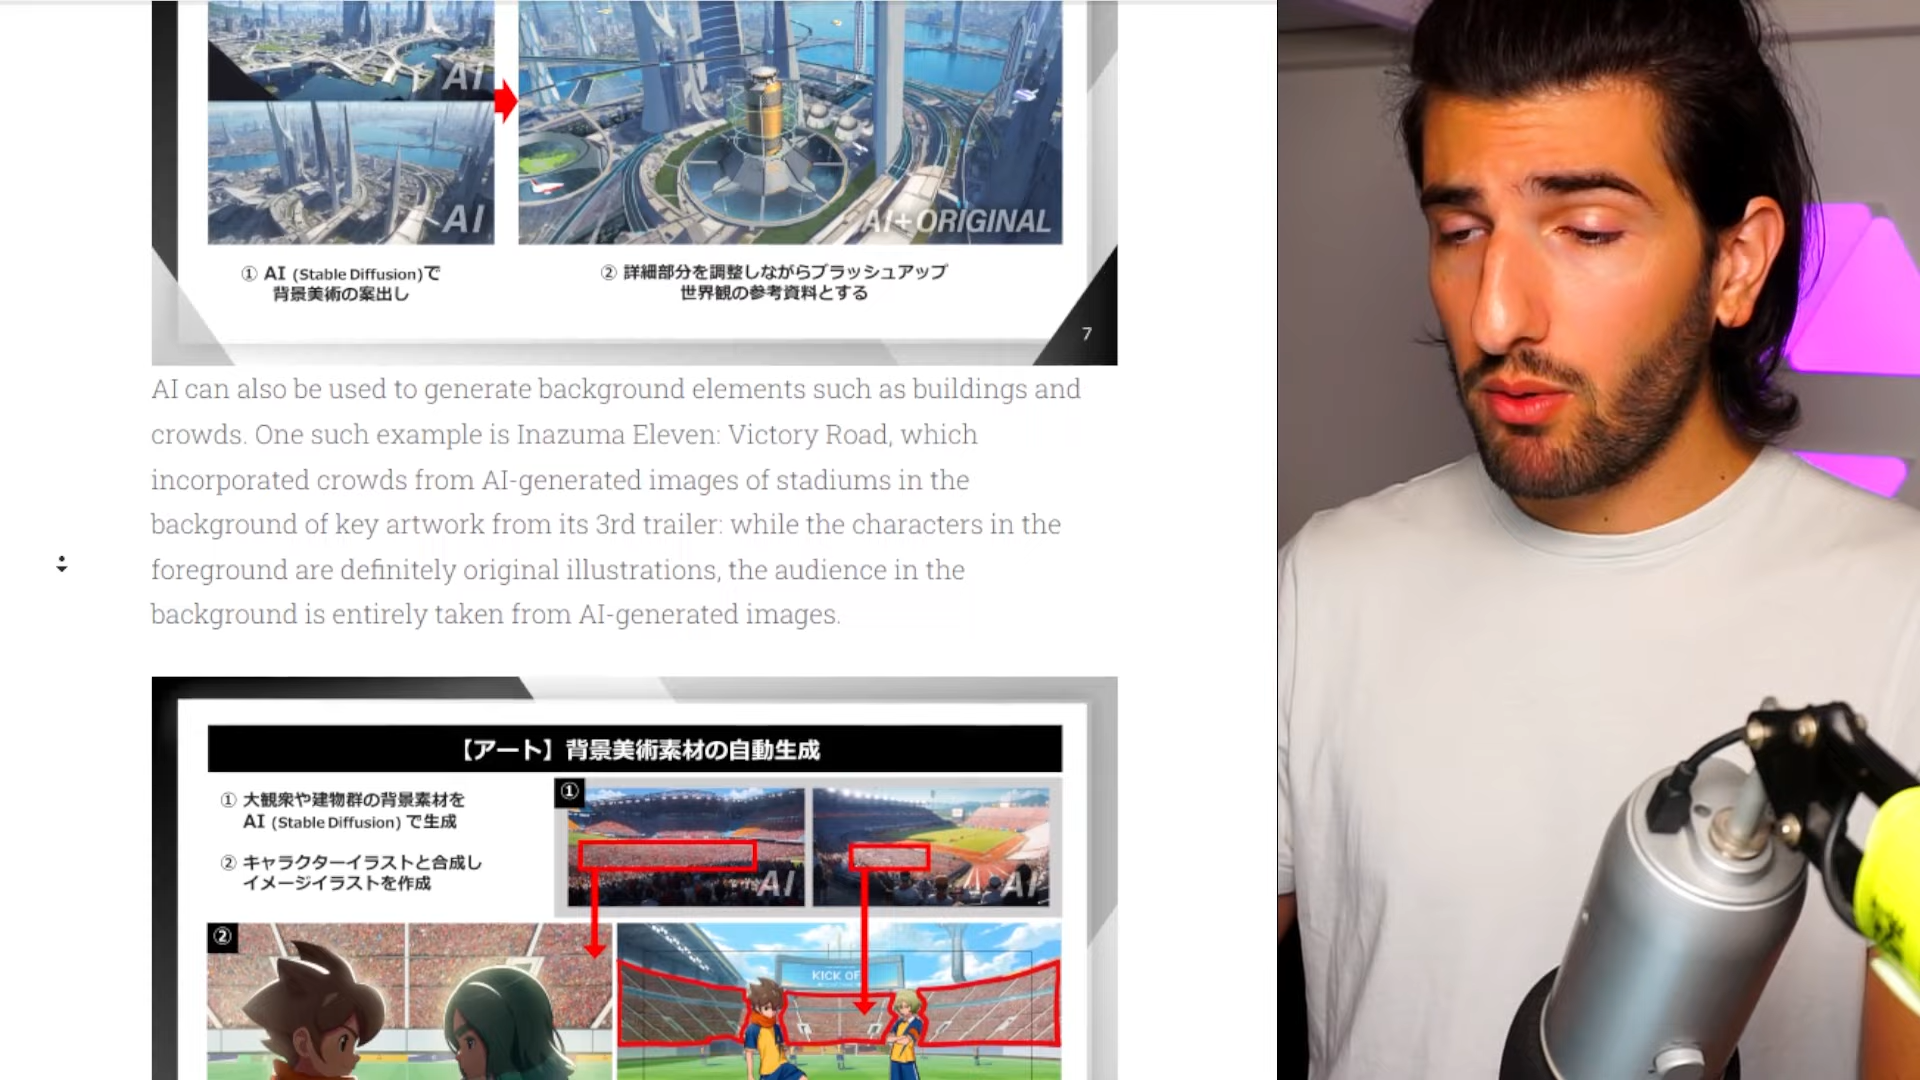 AI
AI
AI+ORIGINAL
① AI (Stable Diffusion)で
背景美術の案出し
② 詳細部分を調整しながらブラッシュアップ
世界観の参考資料とする
7
AI can also be used to generate background elements such as buildings and
crowds. One such example is Inazuma Eleven: Victory Road, which
incorporated crowds from AI-generated images of stadiums in the
background of key artwork from its 3rd trailer: while the characters in the
foreground are definitely original illustrations, the audience in the
background is entirely taken from AI-generated images.
【アート】背景美術素材の自動生成
① 大観衆や建物群の背景素材を
AI (Stable Diffusion) で生成
② キャラクターイラストと合成し
イメージイラストを作成
①
AI
AI
②
KICK OF